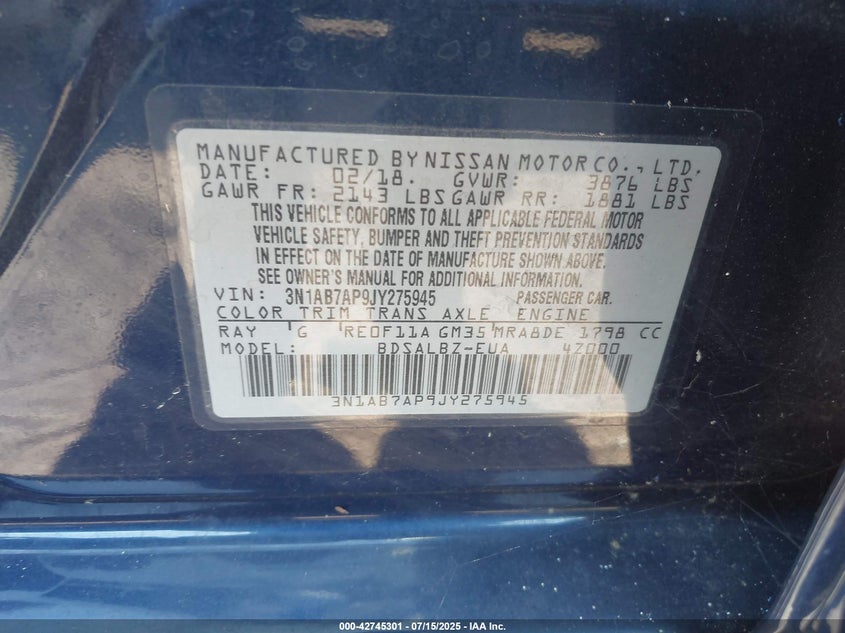 MANUFACTURED BY NISSAN MOTOR CO., LTD.
DATE: 02/18. GVWR: 3876 LBS
GAWR FR: 2143 LBS GAWR RR: 1881 LBS
THIS VEHICLE CONFORMS TO ALL APPLICABLE FEDERAL MOTOR
VEHICLE SAFETY, BUMPER AND THEFT PREVENTION STANDARDS
IN EFFECT ON THE DATE OF MANUFACTURE SHOWN ABOVE.
SEE OWNER'S MANUAL FOR ADDITIONAL INFORMATION.
VIN: 3N1AB7AP9JY275945 PASSENGER CAR.
COLOR TRIM TRANS AXLE ENGINE
RAY G RE0F11A GM35 MRA8DE 1798 CC
MODEL: BDSALBZ-EUA 42000
3N1AB7AP9JY275945
000-42745301 - 07/15/2025 - IAA Inc.